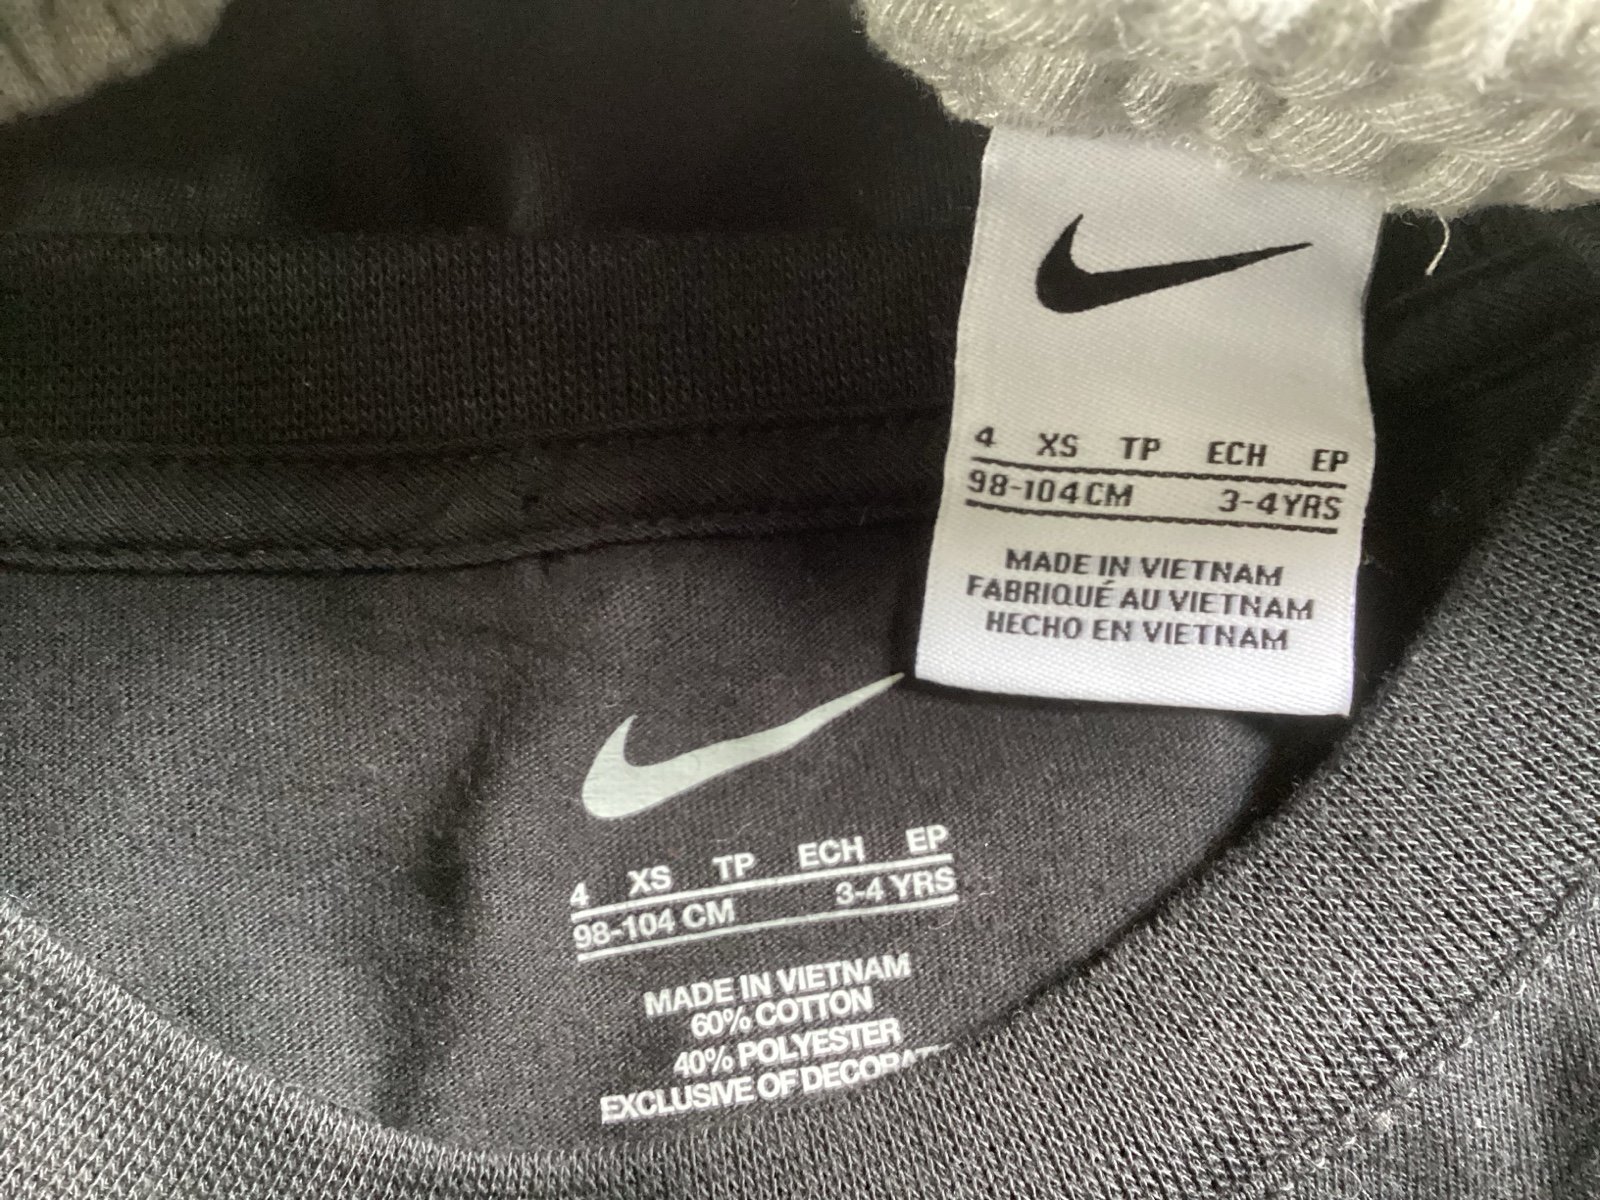 4 XS TP ECH EP
98-104 CM 3-4 YRS
MADE IN VIETNAM
FABRIQUÉ AU VIETNAM
HECHO EN VIETNAM
4 XS TP ECH EP
98-104 CM 3-4 YRS
MADE IN VIETNAM
60% COTTON
40% POLYESTER
EXCLUSIVE OF